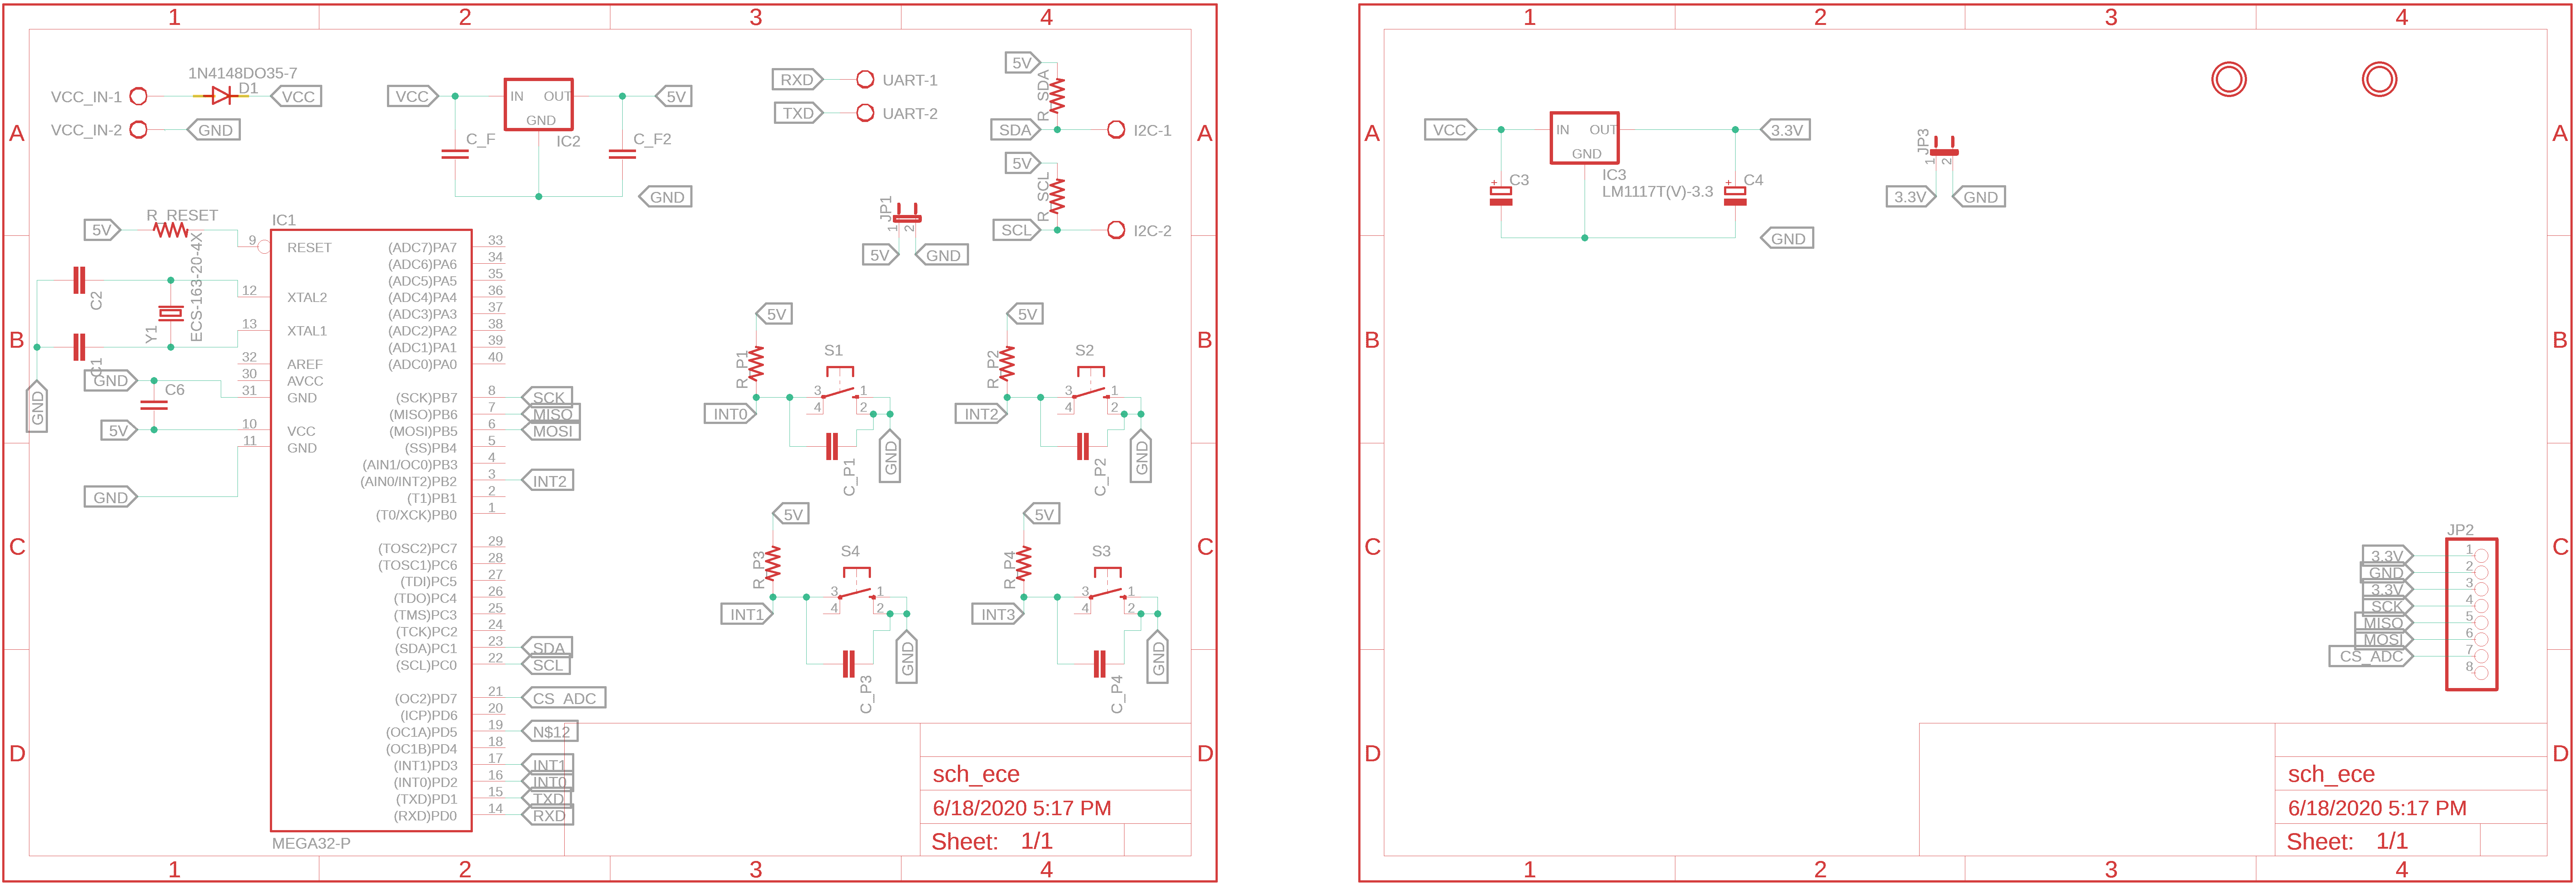 1 2 3 4
A
B
C
D
A
B
C
D
1 2 3 4
1N4148DO35-7
VCC_IN-1
D1
VCC
VCC_IN-2
GND
VCC
IN OUT
GND
IC2
5V
C_F
C_F2
GND
RXD
UART-1
TXD
UART-2
5V
R_SDA
SDA
I2C-1
5V
R_SCL
SCL
I2C-2
JP1
1
2
5V
GND
R_RESET
5V
IC1
9 RESET
C2
12 XTAL2
ECS-163-20-4X
Y1
13 XTAL1
C1
32 AREF
GND
30 AVCC
C6
31 GND
GND
5V
10 VCC
11 GND
GND
(ADC7)PA7 33
(ADC6)PA6 34
(ADC5)PA5 35
(ADC4)PA4 36
(ADC3)PA3 37
(ADC2)PA2 38
(ADC1)PA1 39
(ADC0)PA0 40
(SCK)PB7 8 SCK
(MISO)PB6 7 MISO
(MOSI)PB5 6 MOSI
(SS)PB4 5
(AIN1/OC0)PB3 4
(AIN0/INT2)PB2 3 INT2
(T1)PB1 2
(T0/XCK)PB0 1
(TOSC2)PC7 29
(TOSC1)PC6 28
(TDI)PC5 27
(TDO)PC4 26
(TMS)PC3 25
(TCK)PC2 24
(SDA)PC1 23 SDA
(SCL)PC0 22 SCL
(OC2)PD7 21 CS_ADC
(ICP)PD6 20
(OC1A)PD5 19 N$12
(OC1B)PD4 18
(INT1)PD3 17 INT1
(INT0)PD2 16 INT0
(TXD)PD1 15 TXD
(RXD)PD0 14 RXD
MEGA32-P
5V
R_P1
S1
3 1
4 2
INT0
C_P1
GND
5V
R_P2
S2
3 1
4 2
INT2
C_P2
GND
5V
R_P3
S4
3 1
4 2
INT1
C_P3
GND
5V
R_P4
S3
3 1
4 2
INT3
C_P4
GND
sch_ece
6/18/2020 5:17 PM
Sheet: 1/1
1 2 3 4
A
B
C
D
A
B
C
D
1 2 3 4
VCC
IN OUT
GND
3.3V
C3
+
IC3
LM1117T(V)-3.3
C4
+
GND
JP3
1
2
3.3V
GND
JP2
3.3V 1
GND 2
3.3V 3
SCK 4
MISO 5
MOSI 6
CS_ADC 7
8
sch_ece
6/18/2020 5:17 PM
Sheet: 1/1